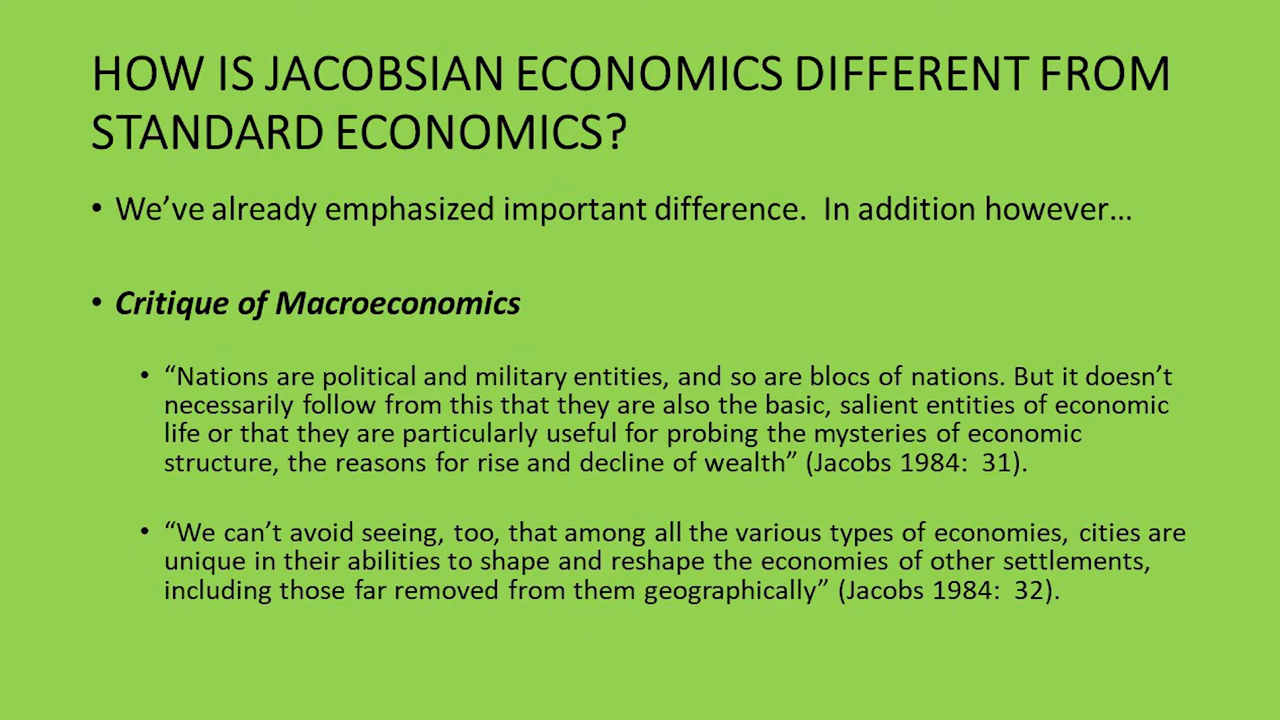 HOW IS JACOBSIAN ECONOMICS DIFFERENT FROM
STANDARD ECONOMICS?
• We’ve already emphasized important difference.  In addition however…
• Critique of Macroeconomics
• “Nations are political and military entities, and so are blocs of nations. But it doesn’t
necessarily follow from this that they are also the basic, salient entities of economic
life or that they are particularly useful for probing the mysteries of economic
structure, the reasons for rise and decline of wealth” (Jacobs 1984:  31).
• “We can’t avoid seeing, too, that among all the various types of economies, cities are
unique in their abilities to shape and reshape the economies of other settlements,
including those far removed from them geographically” (Jacobs 1984:  32).